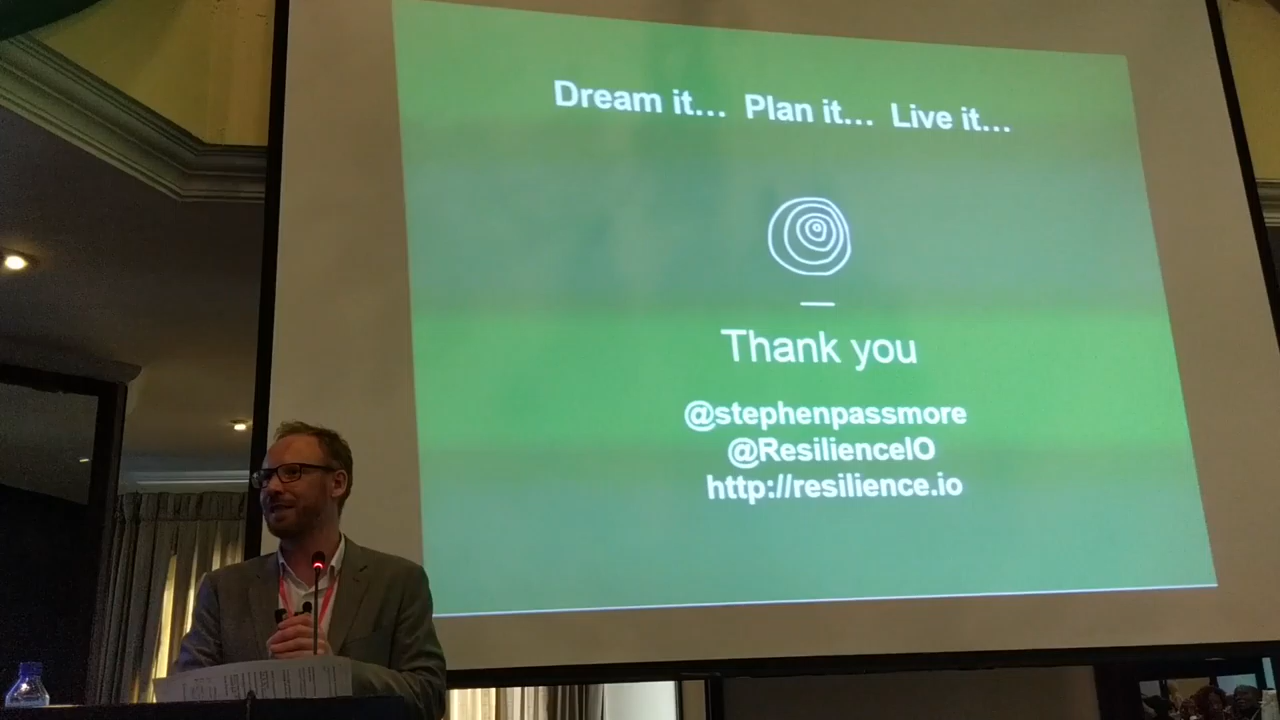 Dream it... Plan it... Live it...
Thank you
@stephenpassmore
@ResilienceIO
http://resilience.io